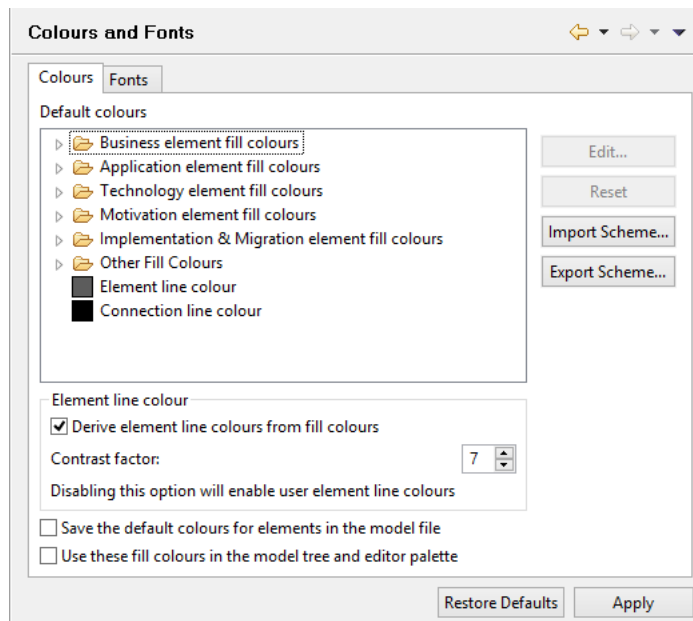 Colours and Fonts
Colours
Fonts
Default colours
Business element fill colours
Application element fill colours
Technology element fill colours
Motivation element fill colours
Implementation & Migration element fill colours
Other Fill Colours
Element line colour
Connection line colour
Edit...
Reset
Import Scheme...
Export Scheme...
Element line colour
Derive element line colours from fill colours
Contrast factor:
7
Disabling this option will enable user element line colours
Save the default colours for elements in the model file
Use these fill colours in the model tree and editor palette
Restore Defaults
Apply